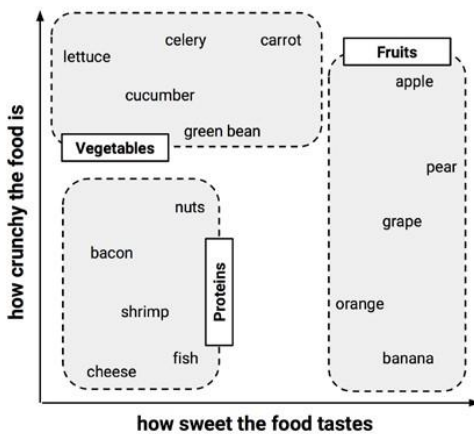 celery
carrot
Fruits
lettuce
apple
cucumber
green bean
Vegetables
pear
nuts
grape
bacon
Proteins
orange
shrimp
fish
banana
cheese
how crunchy the food is
how sweet the food tastes